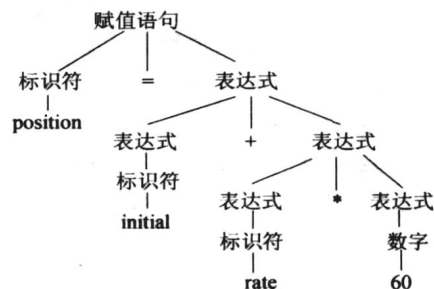 赋值语句
标识符 = 表达式
position
表达式 + 表达式
标识符
表达式 * 表达式
initial
标识符 数字
rate 60